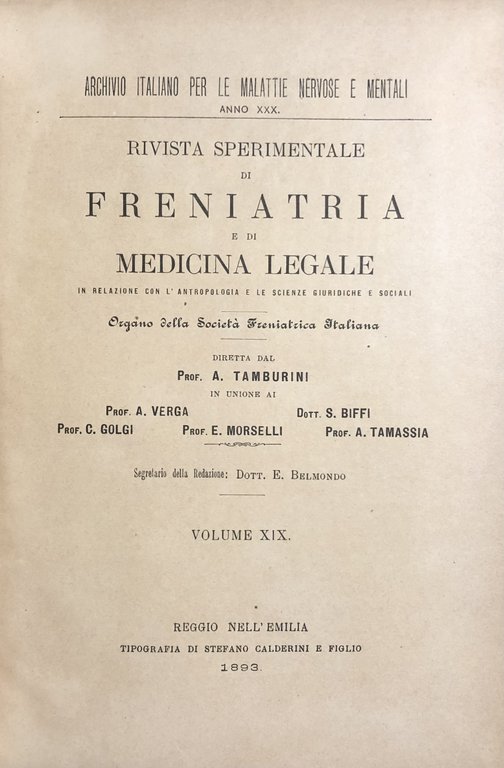 ARCHIVIO ITALIANO PER LE MALATTIE NERVOSE E MENTALI
ANNO XXX.
RIVISTA SPERIMENTALE
DI
FRENIATRIA
E DI
MEDICINA LEGALE
IN RELAZIONE CON L'ANTROPOLOGIA E LE SCIENZE GIURIDICHE E SOCIALI
Organo della Società Freniatrica Italiana
DIRETTA DAL
PROF. A. TAMBURINI
IN UNIONE AI
PROF. A. VERGA DOTT. S. BIFFI
PROF. C. GOLGI PROF. E. MORSELLI PROF. A. TAMASSIA
Segretario della Redazione: DOTT. E. BELMONDO
VOLUME XIX.
REGGIO NELL'EMILIA
TIPOGRAFIA DI STEFANO CALDERINI E FIGLIO
1893.